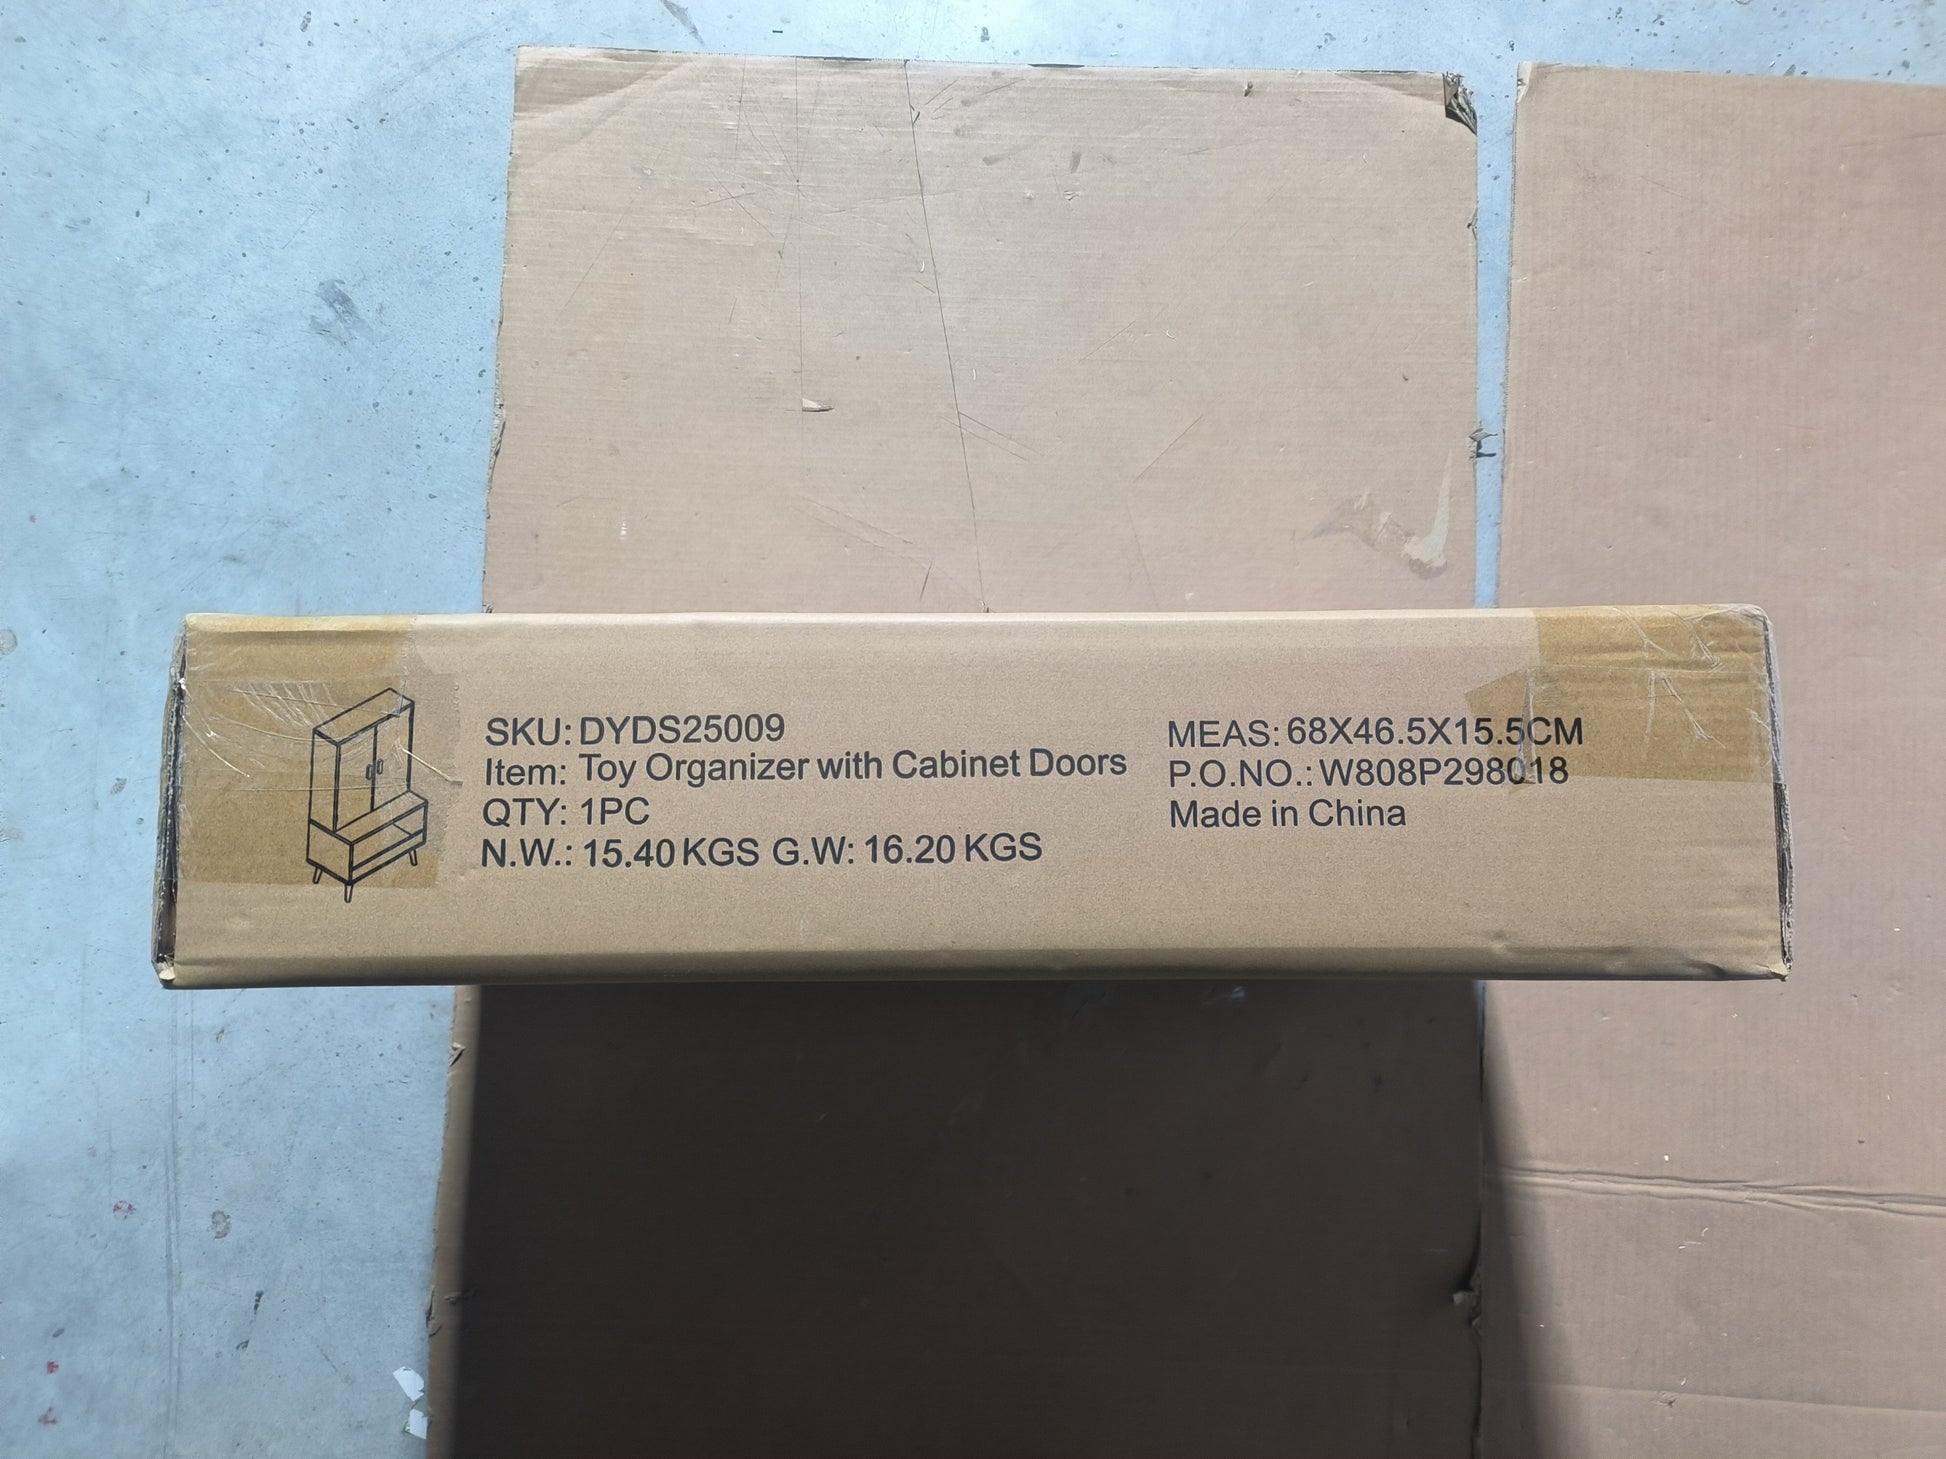 SKU: DYDS25009
Item: Toy Organizer with Cabinet Doors
QTY: 1PC
N.W.: 15.40 KGS G.W: 16.20 KGS
MEAS: 68X46.5X15.5CM
P.O.NO.: W808P298018
Made in China